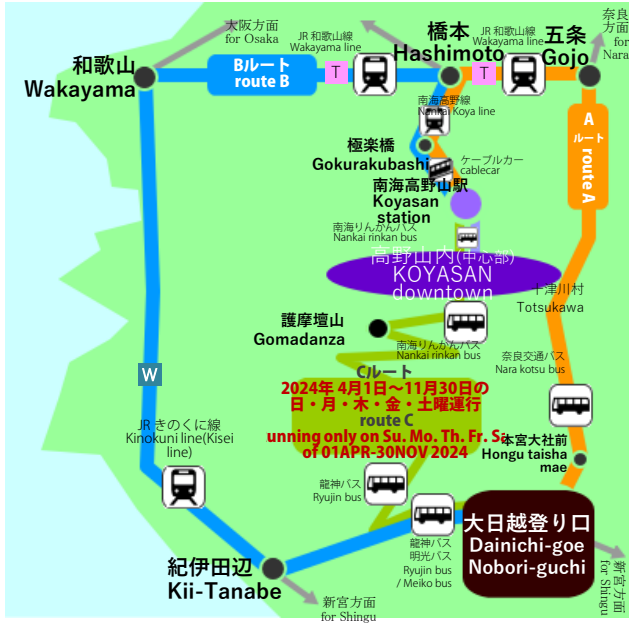 大阪方面
for Osaka
JR 和歌山線
Wakayama line
橋本
Hashimoto
JR 和歌山線
Wakayama line
五条
Gojo
奈良
方面
for
Nara
和歌山
Wakayama
Bルート
route B
T
T
南海高野線
Nankai Koya line
A
ルート
route A
極楽橋
Gokurakubashi
ケーブルカー
cablecar
南海高野山駅
Koyasan
station
南海りんかんバス
Nankai rinkan bus
高野山内(中心部)
KOYASAN
downtown
十津川村
Totsukawa
護摩壇山
Gomadanza
南海りんかんバス
Nankai rinkan bus
奈良交通バス
Nara kotsu bus
W
Cルート
2024年 4月1日～11月30日の
日・月・木・金・土曜運行
route C
unning only on Su. Mo. Th. Fr. S
of 01APR-30NOV 2024
JR きのくに線
Kinokuni line(Kisei
line)
本宮大社前
Hongu taisha
mae
龍神バス
Ryujin bus
大日越登り口
Dainichi-goe
Nobori-guchi
龍神バス
明光バス
Ryujin bus
/ Meiko bus
紀伊田辺
Kii-Tanabe
新宮方面
for Shingu
新宮方面
for Shingu